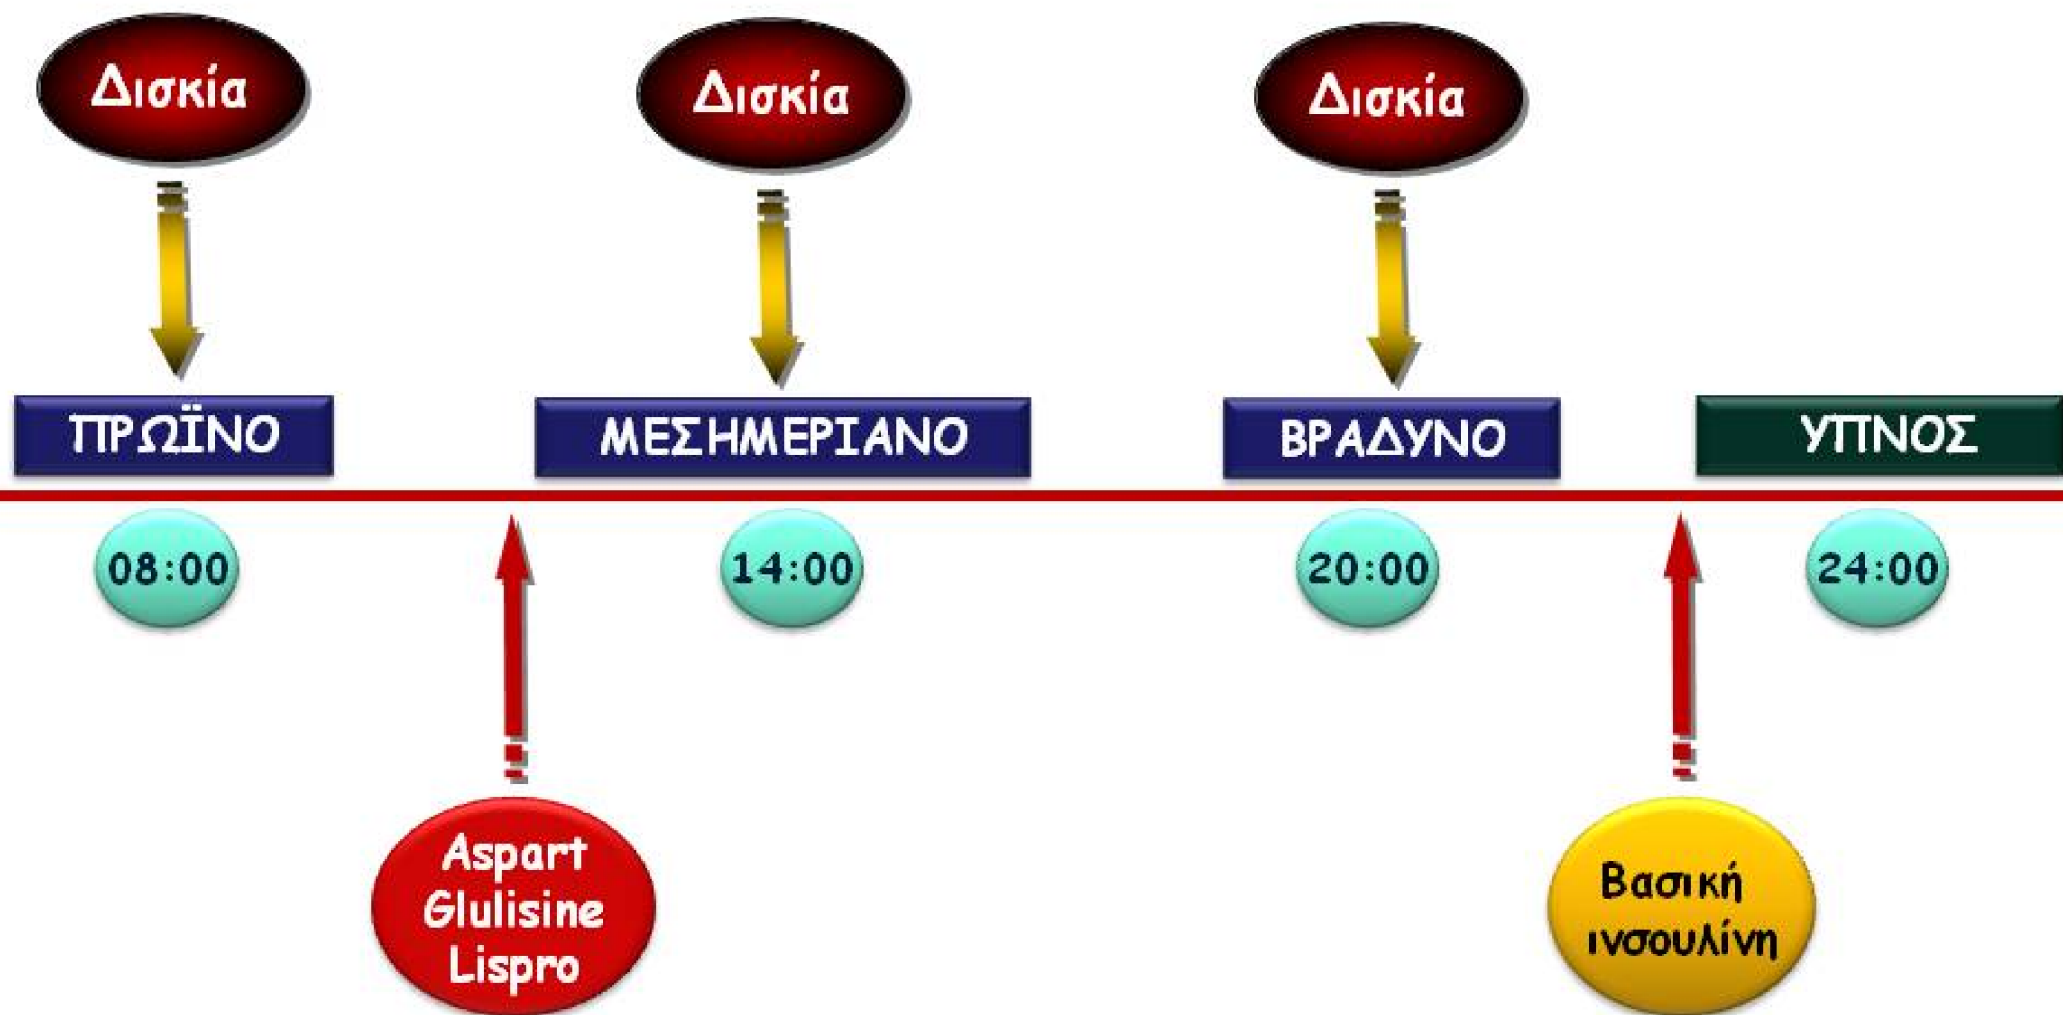 Δισκία
Δισκία
Δισκία
ΠΡΩΪΝΟ
ΜΕΣΗΜΕΡΙΑΝΟ
ΒΡΑΔΥΝΟ
ΥΠΝΟΣ
08:00
14:00
20:00
24:00
Aspart
Glulisine
Lispro
Βασική
ινσουλίνη